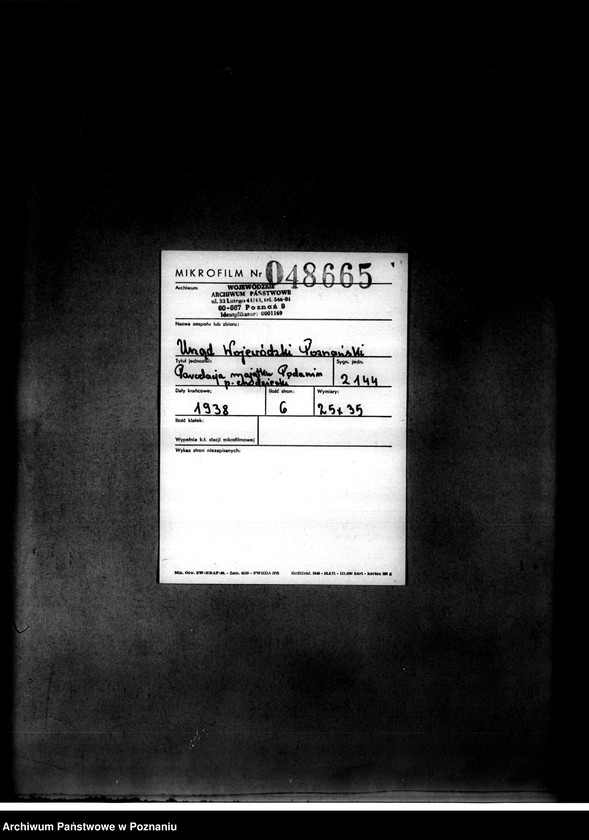 MIKROFILM Nr 048665
Archiwum
WOJEWÓDZKIE
ARCHIWUM PAŃSTWOWE
ul. 23 Lutego 41/43, tel. 546-01
60-967 Poznań 9
Identyfikator: 0001169
Nazwa zespołu lub zbioru:
Urząd Wojewódzki Poznański
Tytuł jednostki: Sygn. jedn.
Parcelacja majątku Podanin 2144
p. chodzieski
Daty krańcowe: Ilość stron: Wymiary:
1938 6 25x35
Ilość klatek:
Wypełnia k.t. stacji mikrofilmowej
Wykaz stron niezapisanych:
Archiwum Państwowe w Poznaniu